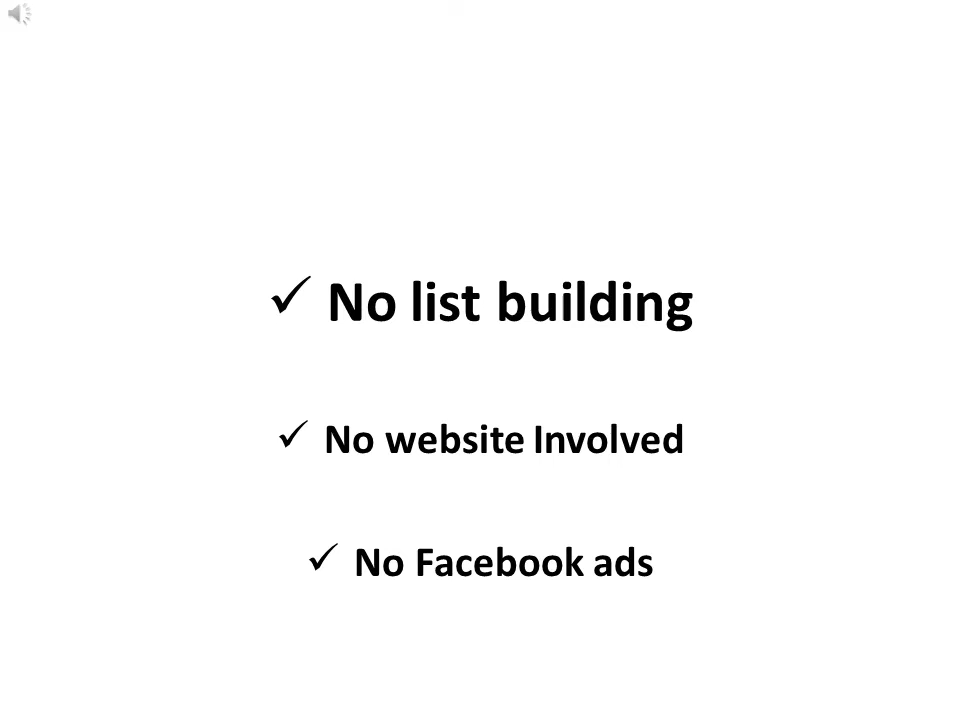 ✓ No list building
✓ No website Involved
✓ No Facebook ads